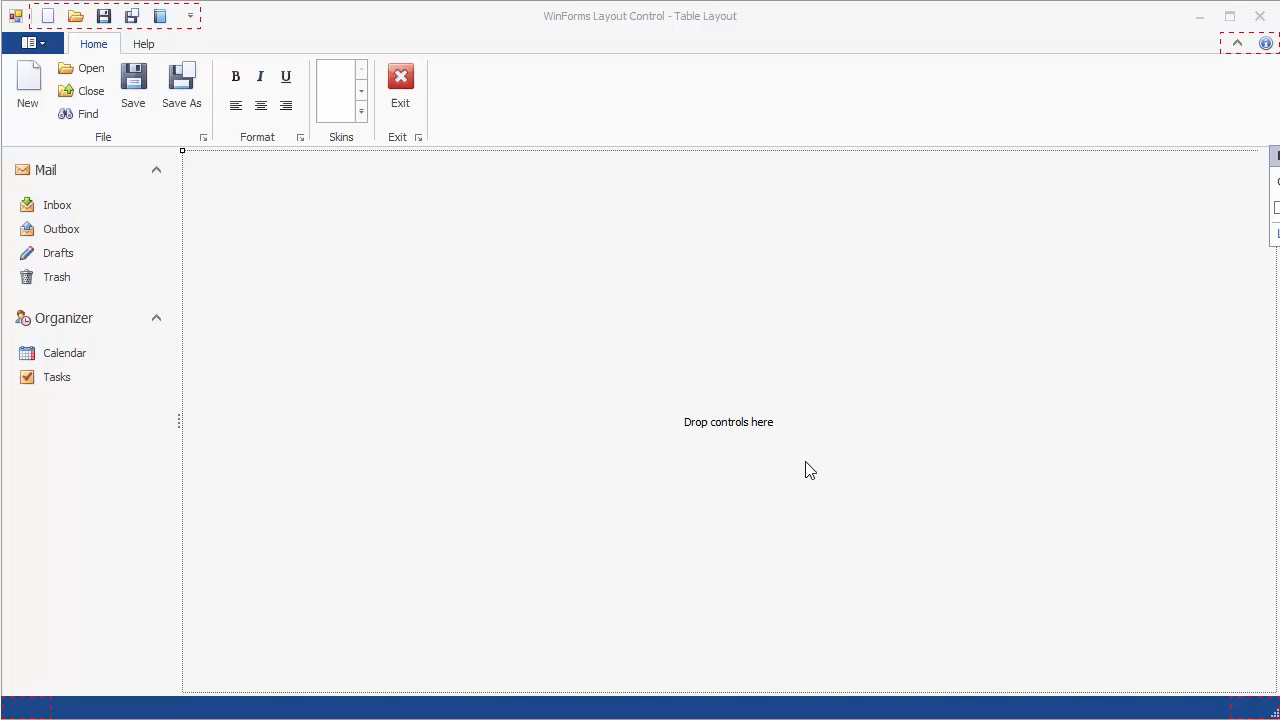 WinForms Layout Control - Table Layout
Home
Help
New
Open
Close
Find
Save
Save As
File
B I U
Format
Skins
Exit
Exit
Mail
Inbox
Outbox
Drafts
Trash
Organizer
Calendar
Tasks
Drop controls here